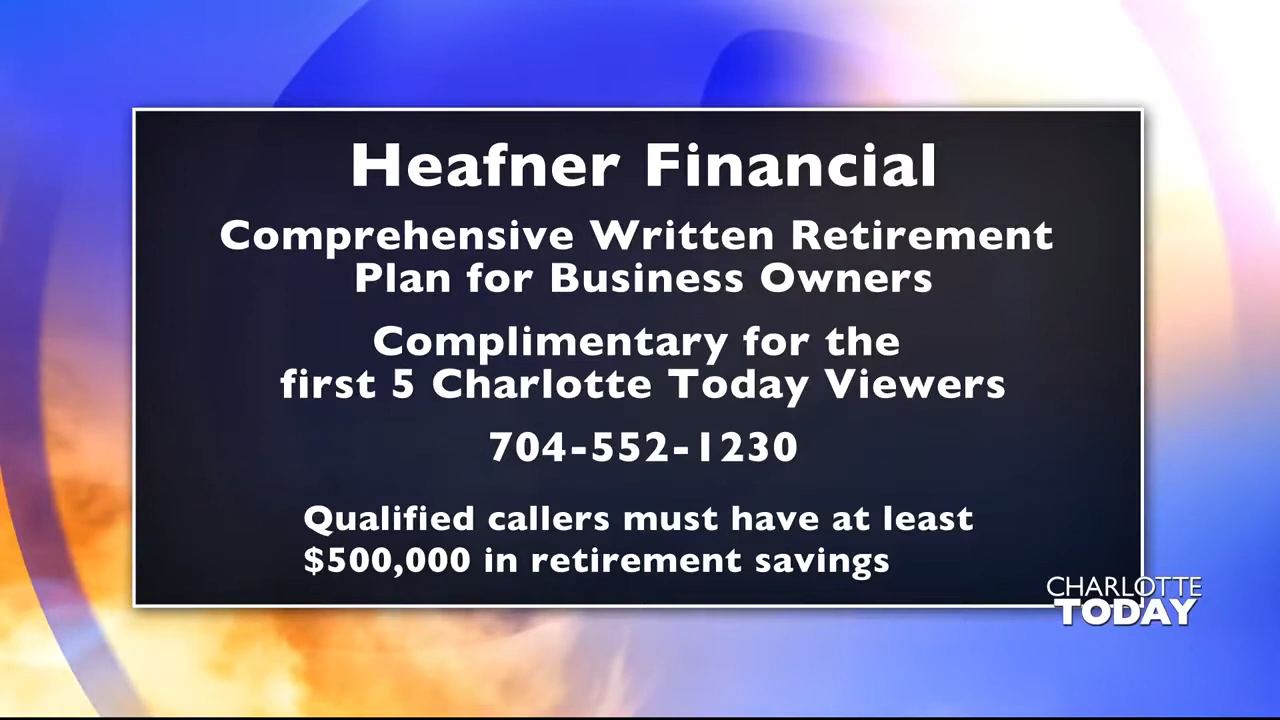 Heafner Financial
Comprehensive Written Retirement
Plan for Business Owners
Complimentary for the
first 5 Charlotte Today Viewers
704-552-1230
Qualified callers must have at least
$500,000 in retirement savings
CHARLOTTE
TODAY